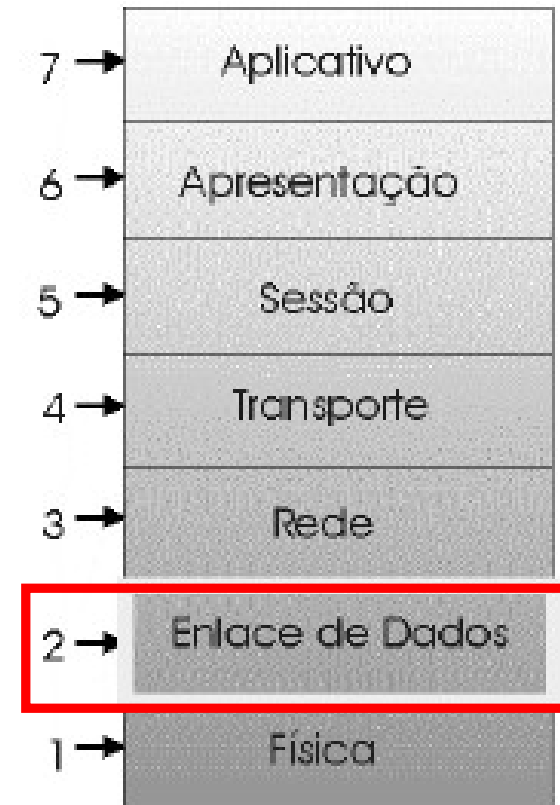 7 Aplicativo
6 Apresentação
5 Sessão
4 Transporte
3 Rede
2 Enlace de Dados
1 Física